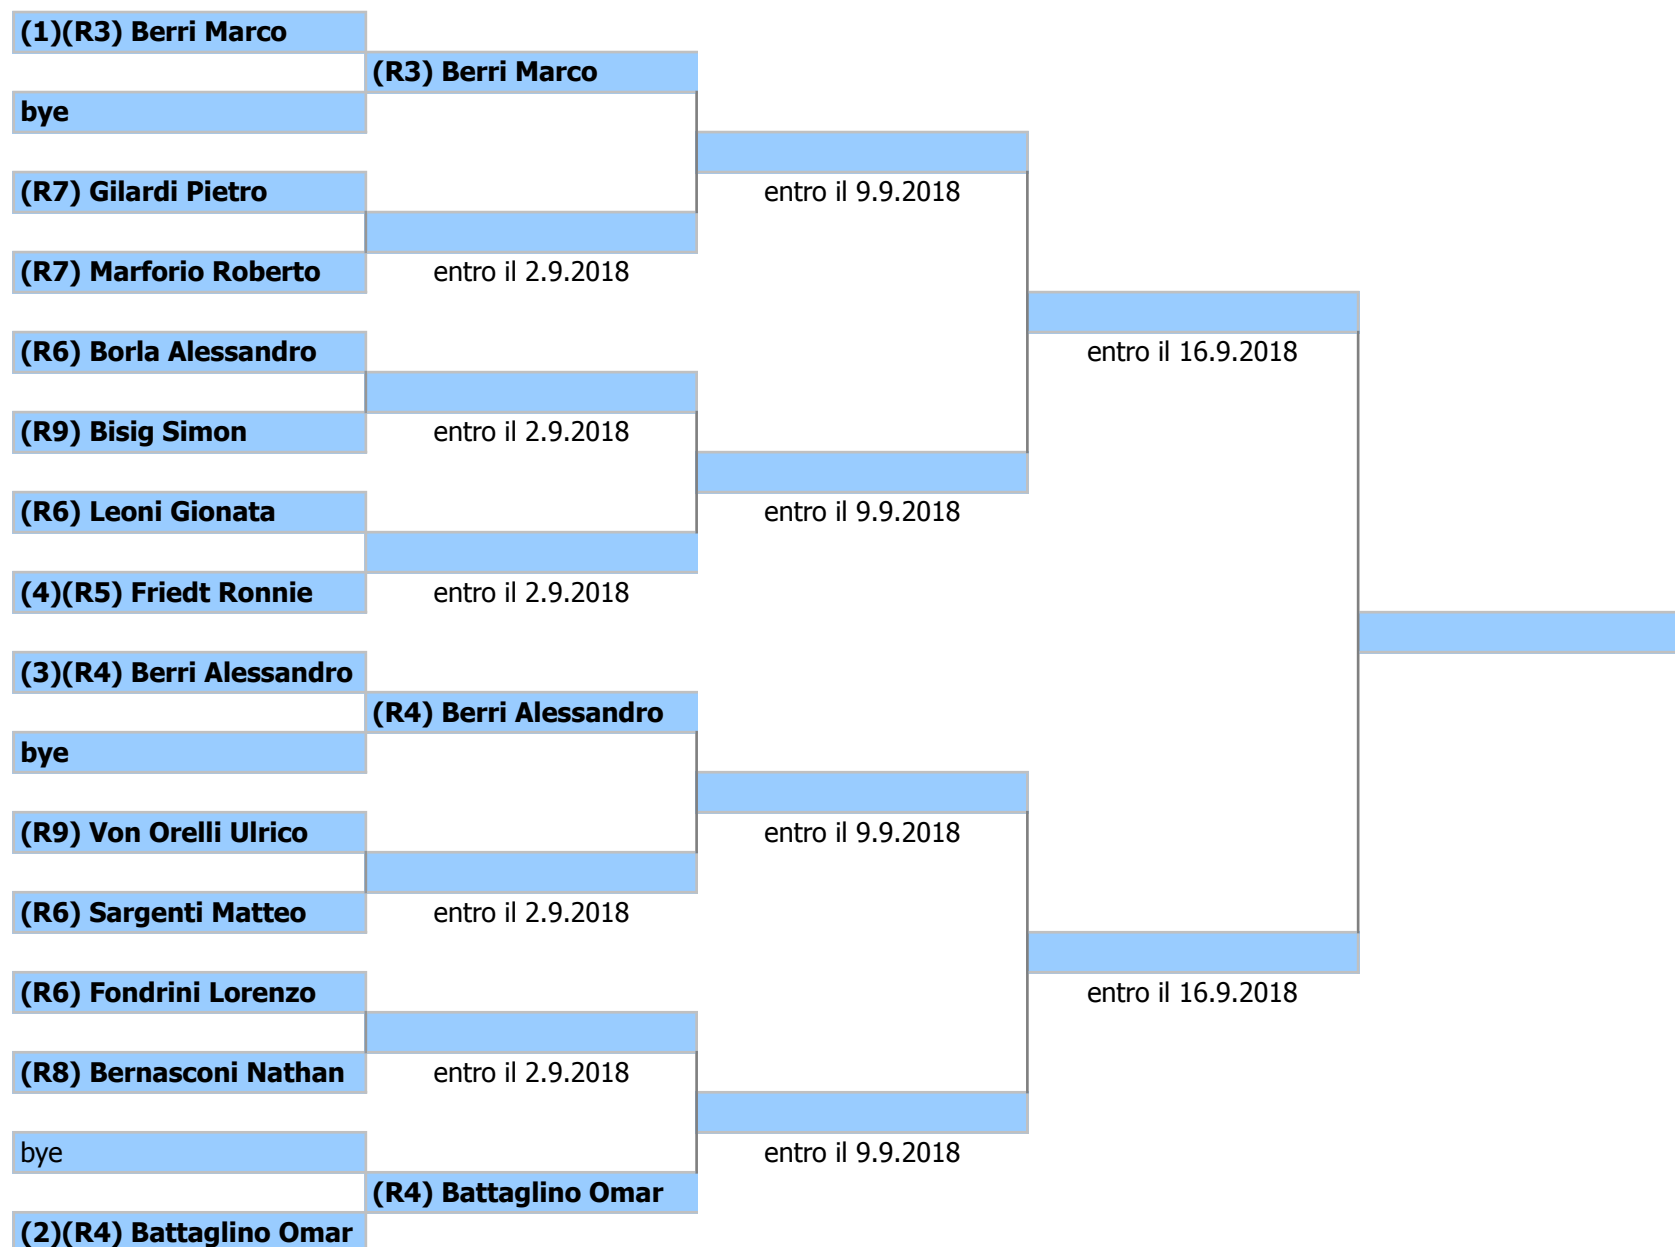 (1)(R3) Berri Marco
(R3) Berri Marco
bye
(R7) Gilardi Pietro
entro il 9.9.2018
(R7) Marforio Roberto
entro il 2.9.2018
(R6) Borla Alessandro
entro il 16.9.2018
(R9) Bisig Simon
entro il 2.9.2018
(R6) Leoni Gionata
entro il 9.9.2018
(4)(R5) Friedt Ronnie
entro il 2.9.2018
(3)(R4) Berri Alessandro
(R4) Berri Alessandro
bye
(R9) Von Orelli Ulrico
entro il 9.9.2018
(R6) Sargenti Matteo
entro il 2.9.2018
(R6) Fondrini Lorenzo
entro il 16.9.2018
(R8) Bernasconi Nathan
entro il 2.9.2018
bye
entro il 9.9.2018
(R4) Battaglino Omar
(2)(R4) Battaglino Omar